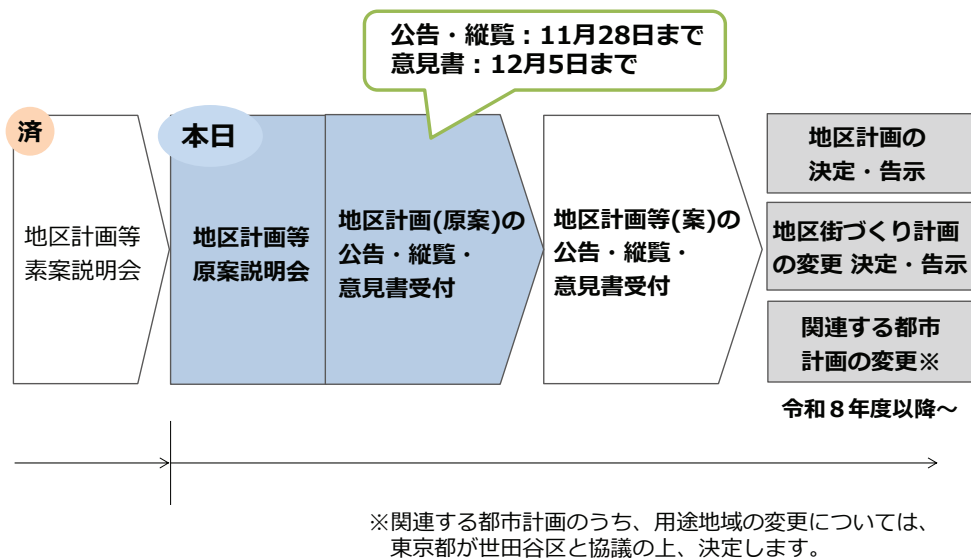 公告・縦覧：11月28日まで
意見書：12月5日まで
済
地区計画等
素案説明会
本日
地区計画等
原案説明会
地区計画(原案)の
公告・縦覧・
意見書受付
地区計画等(案)の
公告・縦覧・
意見書受付
地区計画の
決定・告示
地区街づくり計画
の変更 決定・告示
関連する都市
計画の変更※
令和８年度以降～
※関連する都市計画のうち、用途地域の変更については、
東京都が世田谷区と協議の上、決定します。